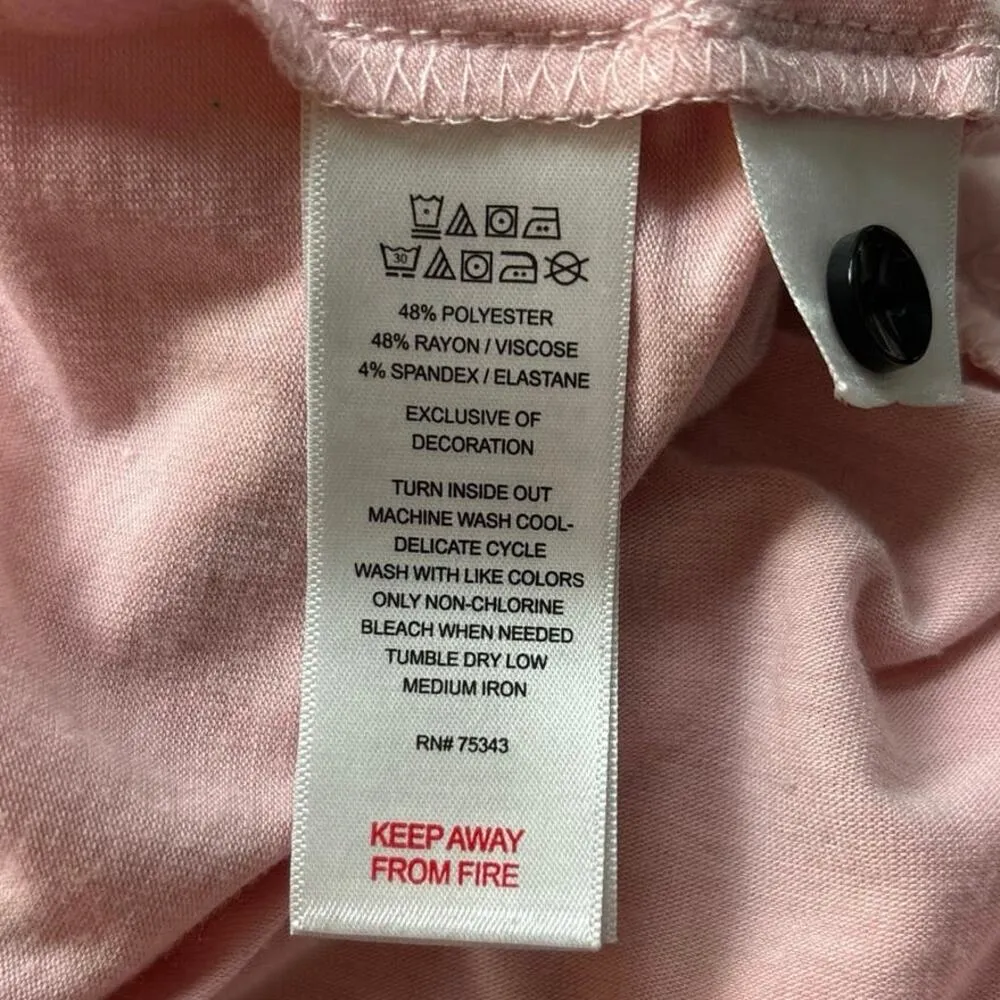 30
48% POLYESTER
48% RAYON / VISCOSE
4% SPANDEX / ELASTANE
EXCLUSIVE OF
DECORATION
TURN INSIDE OUT
MACHINE WASH COOL-
DELICATE CYCLE
WASH WITH LIKE COLORS
ONLY NON-CHLORINE
BLEACH WHEN NEEDED
TUMBLE DRY LOW
MEDIUM IRON
RN# 75343
KEEP AWAY
FROM FIRE